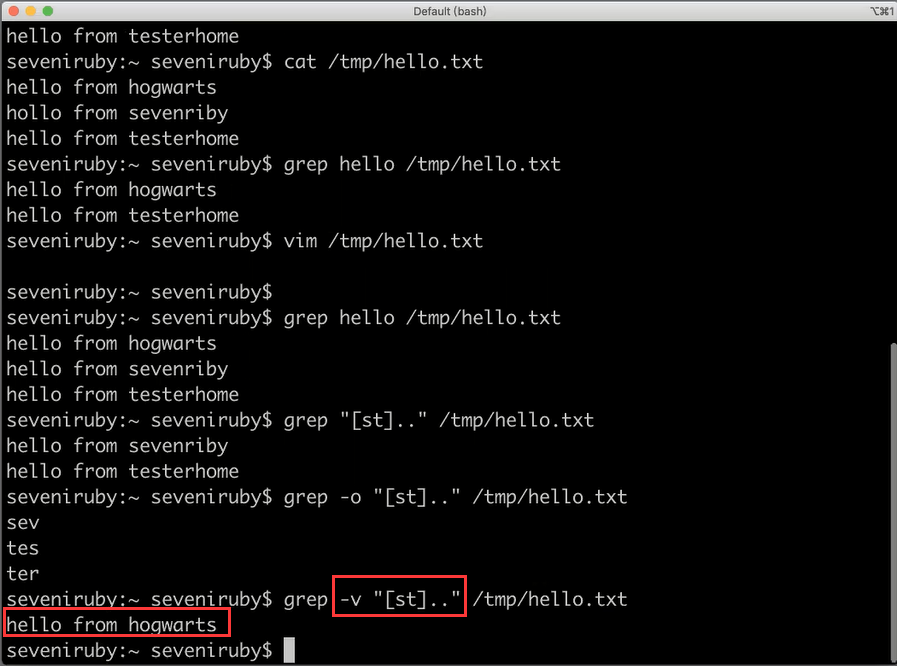 Default (bash)
⌥⌘1
hello from testerhome
seveniruby:~ seveniruby$ cat /tmp/hello.txt
hello from hogwarts
hollo from sevenriby
hello from testerhome
seveniruby:~ seveniruby$ grep hello /tmp/hello.txt
hello from hogwarts
hello from testerhome
seveniruby:~ seveniruby$ vim /tmp/hello.txt
seveniruby:~ seveniruby$
seveniruby:~ seveniruby$ grep hello /tmp/hello.txt
hello from hogwarts
hello from sevenriby
hello from testerhome
seveniruby:~ seveniruby$ grep "[st].." /tmp/hello.txt
hello from sevenriby
hello from testerhome
seveniruby:~ seveniruby$ grep -o "[st].." /tmp/hello.txt
sev
tes
ter
seveniruby:~ seveniruby$ grep -v "[st].." /tmp/hello.txt
hello from hogwarts
seveniruby:~ seveniruby$